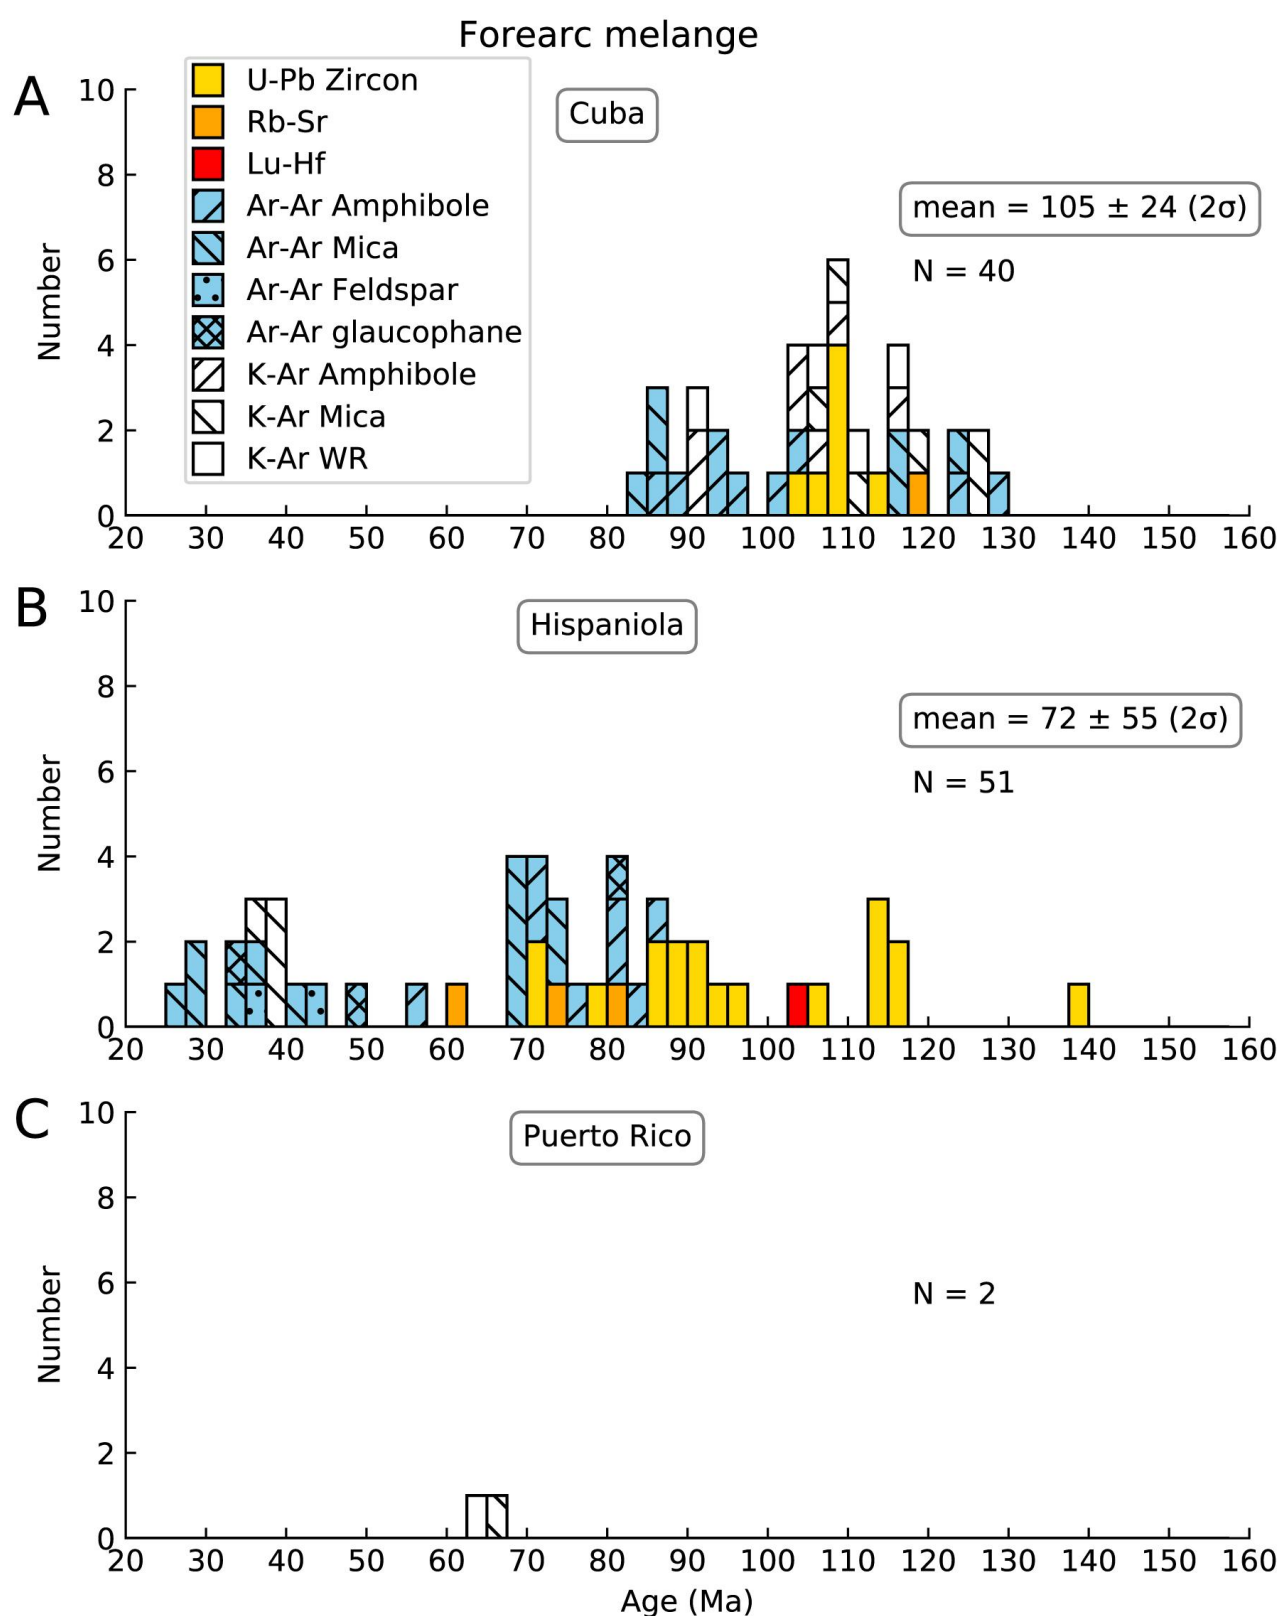 Forearc melange
A
Cuba
U-Pb Zircon
Rb-Sr
Lu-Hf
Ar-Ar Amphibole
Ar-Ar Mica
Ar-Ar Feldspar
Ar-Ar glaucophane
K-Ar Amphibole
K-Ar Mica
K-Ar WR
mean = 105 ± 24 (2σ)
N = 40
Number
10
8
6
4
2
0
20 30 40 50 60 70 80 90 100 110 120 130 140 150 160
B
Hispaniola
mean = 72 ± 55 (2σ)
N = 51
Number
10
8
6
4
2
0
20 30 40 50 60 70 80 90 100 110 120 130 140 150 160
C
Puerto Rico
N = 2
Number
10
8
6
4
2
0
20 30 40 50 60 70 80 90 100 110 120 130 140 150 160
Age (Ma)